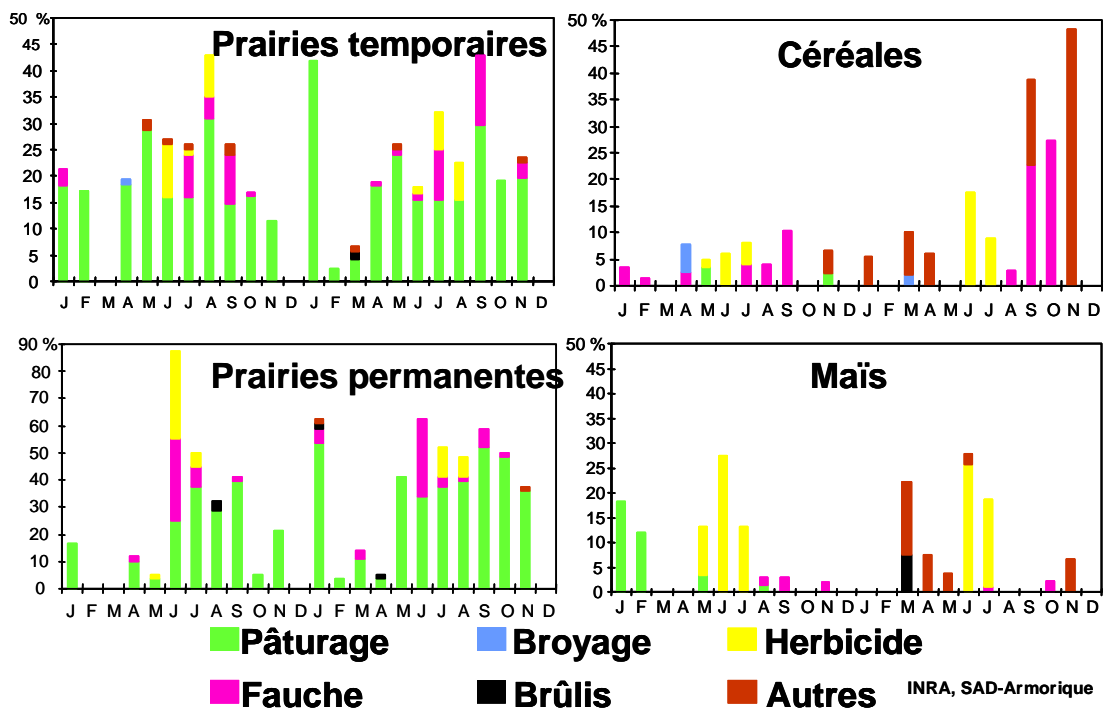 50 %
Prairies temporaires
45
40
35
30
25
20
15
10
5
0
J F M A M J J A S O N D J F M A M J J A S O N D
50 %
Céréales
45
40
35
30
25
20
15
10
5
0
J F M A M J J A S O N D J F M A M J J A S O N D
90 %
Prairies permanentes
80
70
60
50
40
30
20
10
0
J F M A M J J A S O N D J F M A M J J A S O N D
50 %
Maïs
45
40
35
30
25
20
15
10
5
0
J F M A M J J A S O N D J F M A M J J A S O N D
Pâturage
Broyage
Herbicide
Fauche
Brûlis
Autres
INRA, SAD-Armorique